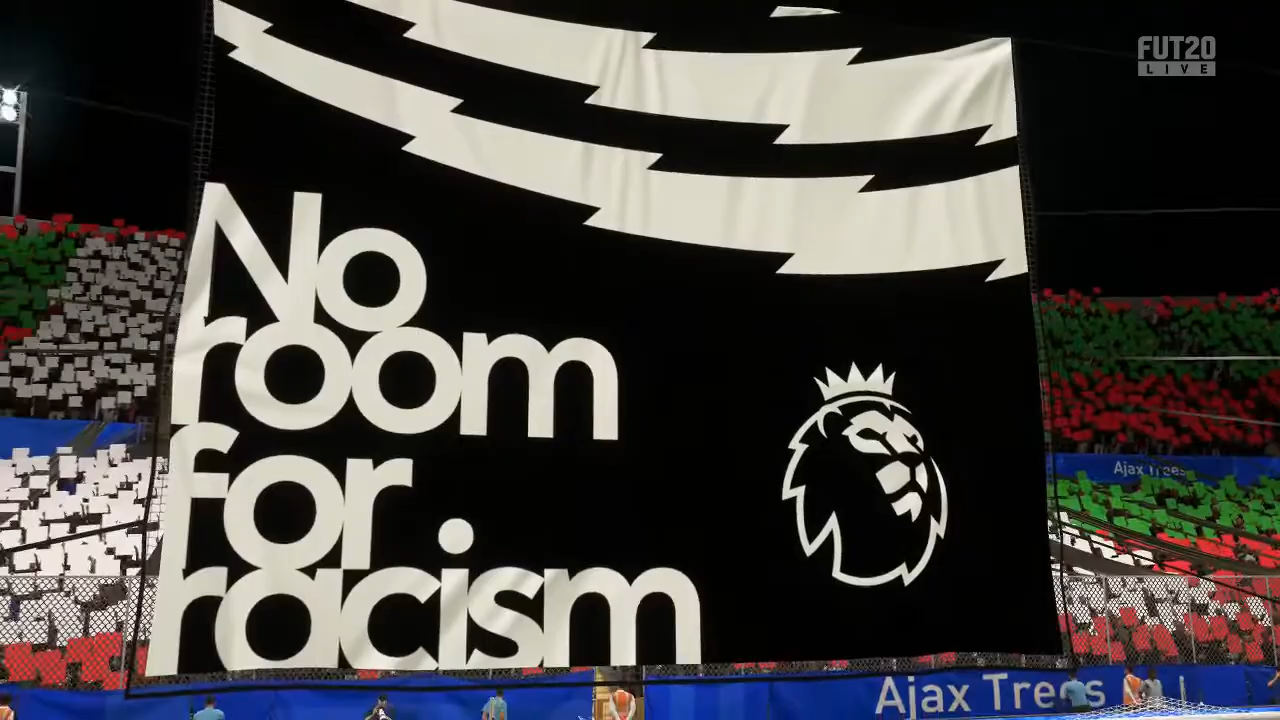 FUT20
LIVE
No
room
for
racism
Ajax Trees
Ajax Trees